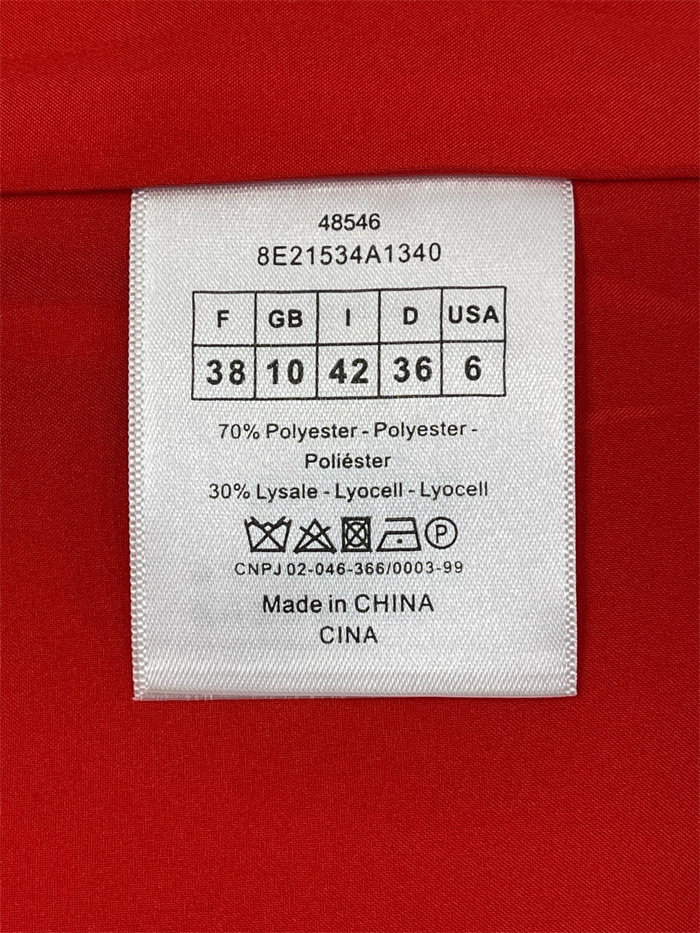 48546
8E21534A1340
F GB I D USA
38 10 42 36 6
70% Polyester - Polyester -
Poliéster
30% Lysale - Lyocell - Lyocell
P
CNPJ 02-046-366/0003-99
Made in CHINA
CINA